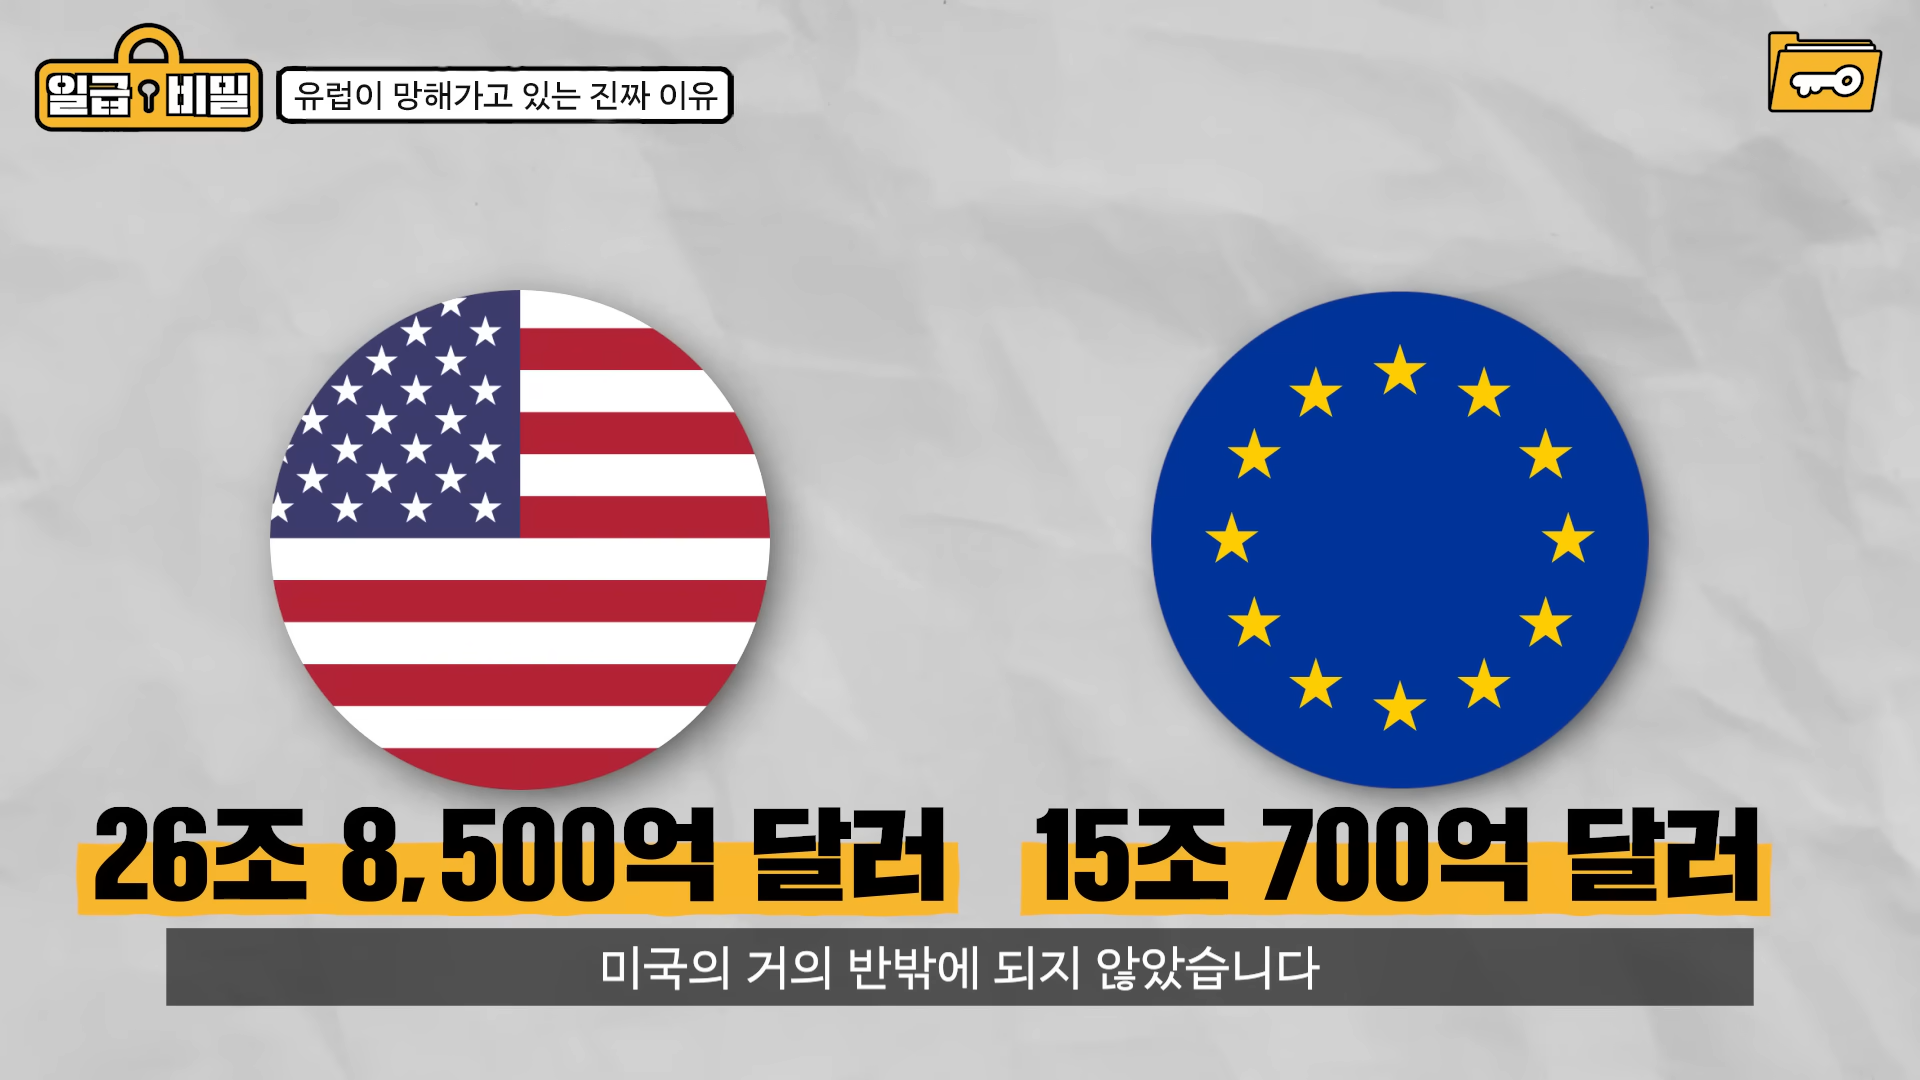 일급비밀
유럽이 망해가고 있는 진짜 이유
26조 8,500억 달러
15조 700억 달러
미국의 거의 반밖에 되지 않았습니다